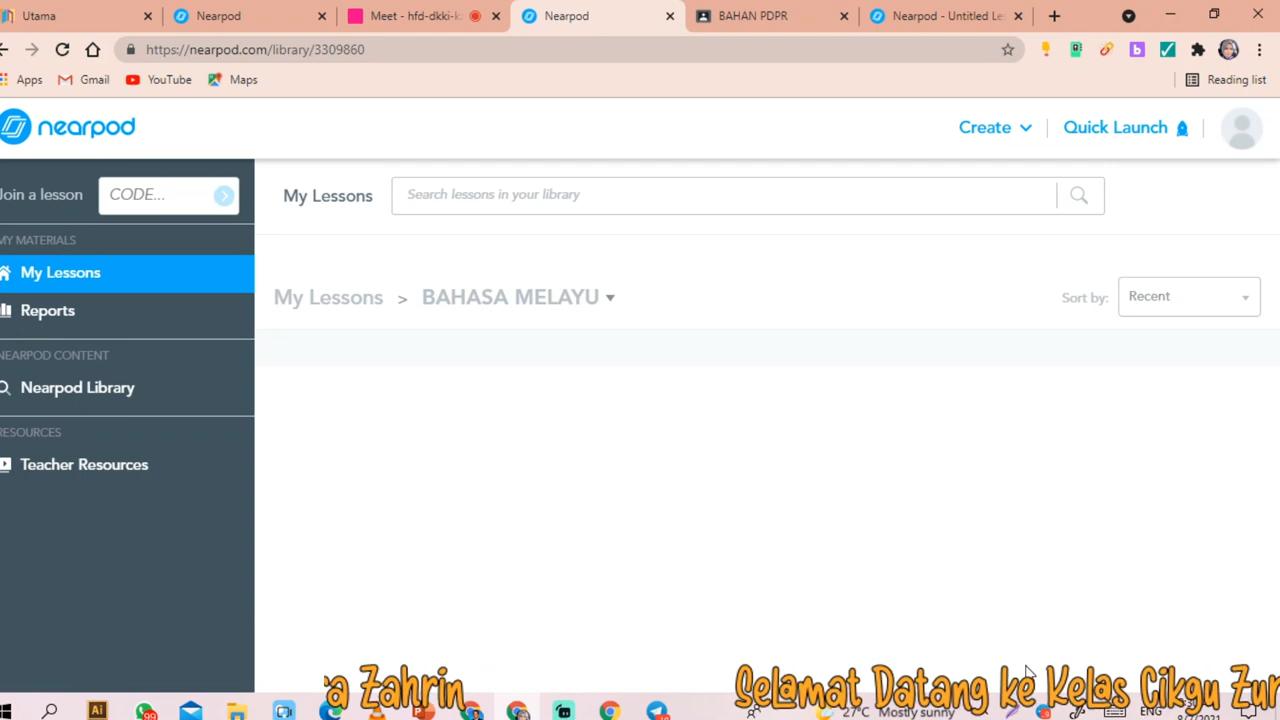 Utama
Nearpod
Meet - hfd-dkki-k
Nearpod
BAHAN PDPR
Nearpod - Untitled Le
https://nearpod.com/library/3309860
Apps
Gmail
YouTube
Maps
Reading list
nearpod
Create
Quick Launch
Join a lesson
CODE...
My Lessons
Search lessons in your library
MY MATERIALS
My Lessons
Reports
NEARPOD CONTENT
Nearpod Library
RESOURCES
Teacher Resources
My Lessons > BAHASA MELAYU
Sort by:
Recent
a Zahrin
Selamat Datang ke Kelas Cikgu Zur
27°C Mostly sunny
ENG